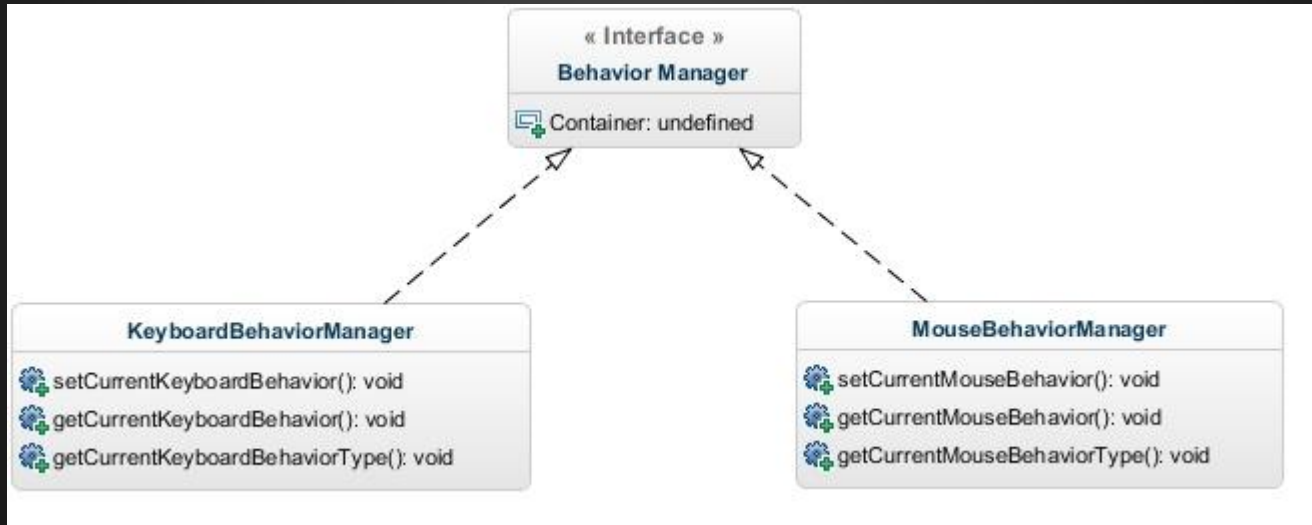 « Interface »
Behavior Manager
Container: undefined
KeyboardBehaviorManager
setCurrentKeyboardBehavior(): void
getCurrentKeyboardBehavior(): void
getCurrentKeyboardBehaviorType(): void
MouseBehaviorManager
setCurrentMouseBehavior(): void
getCurrentMouseBehavior(): void
getCurrentMouseBehaviorType(): void